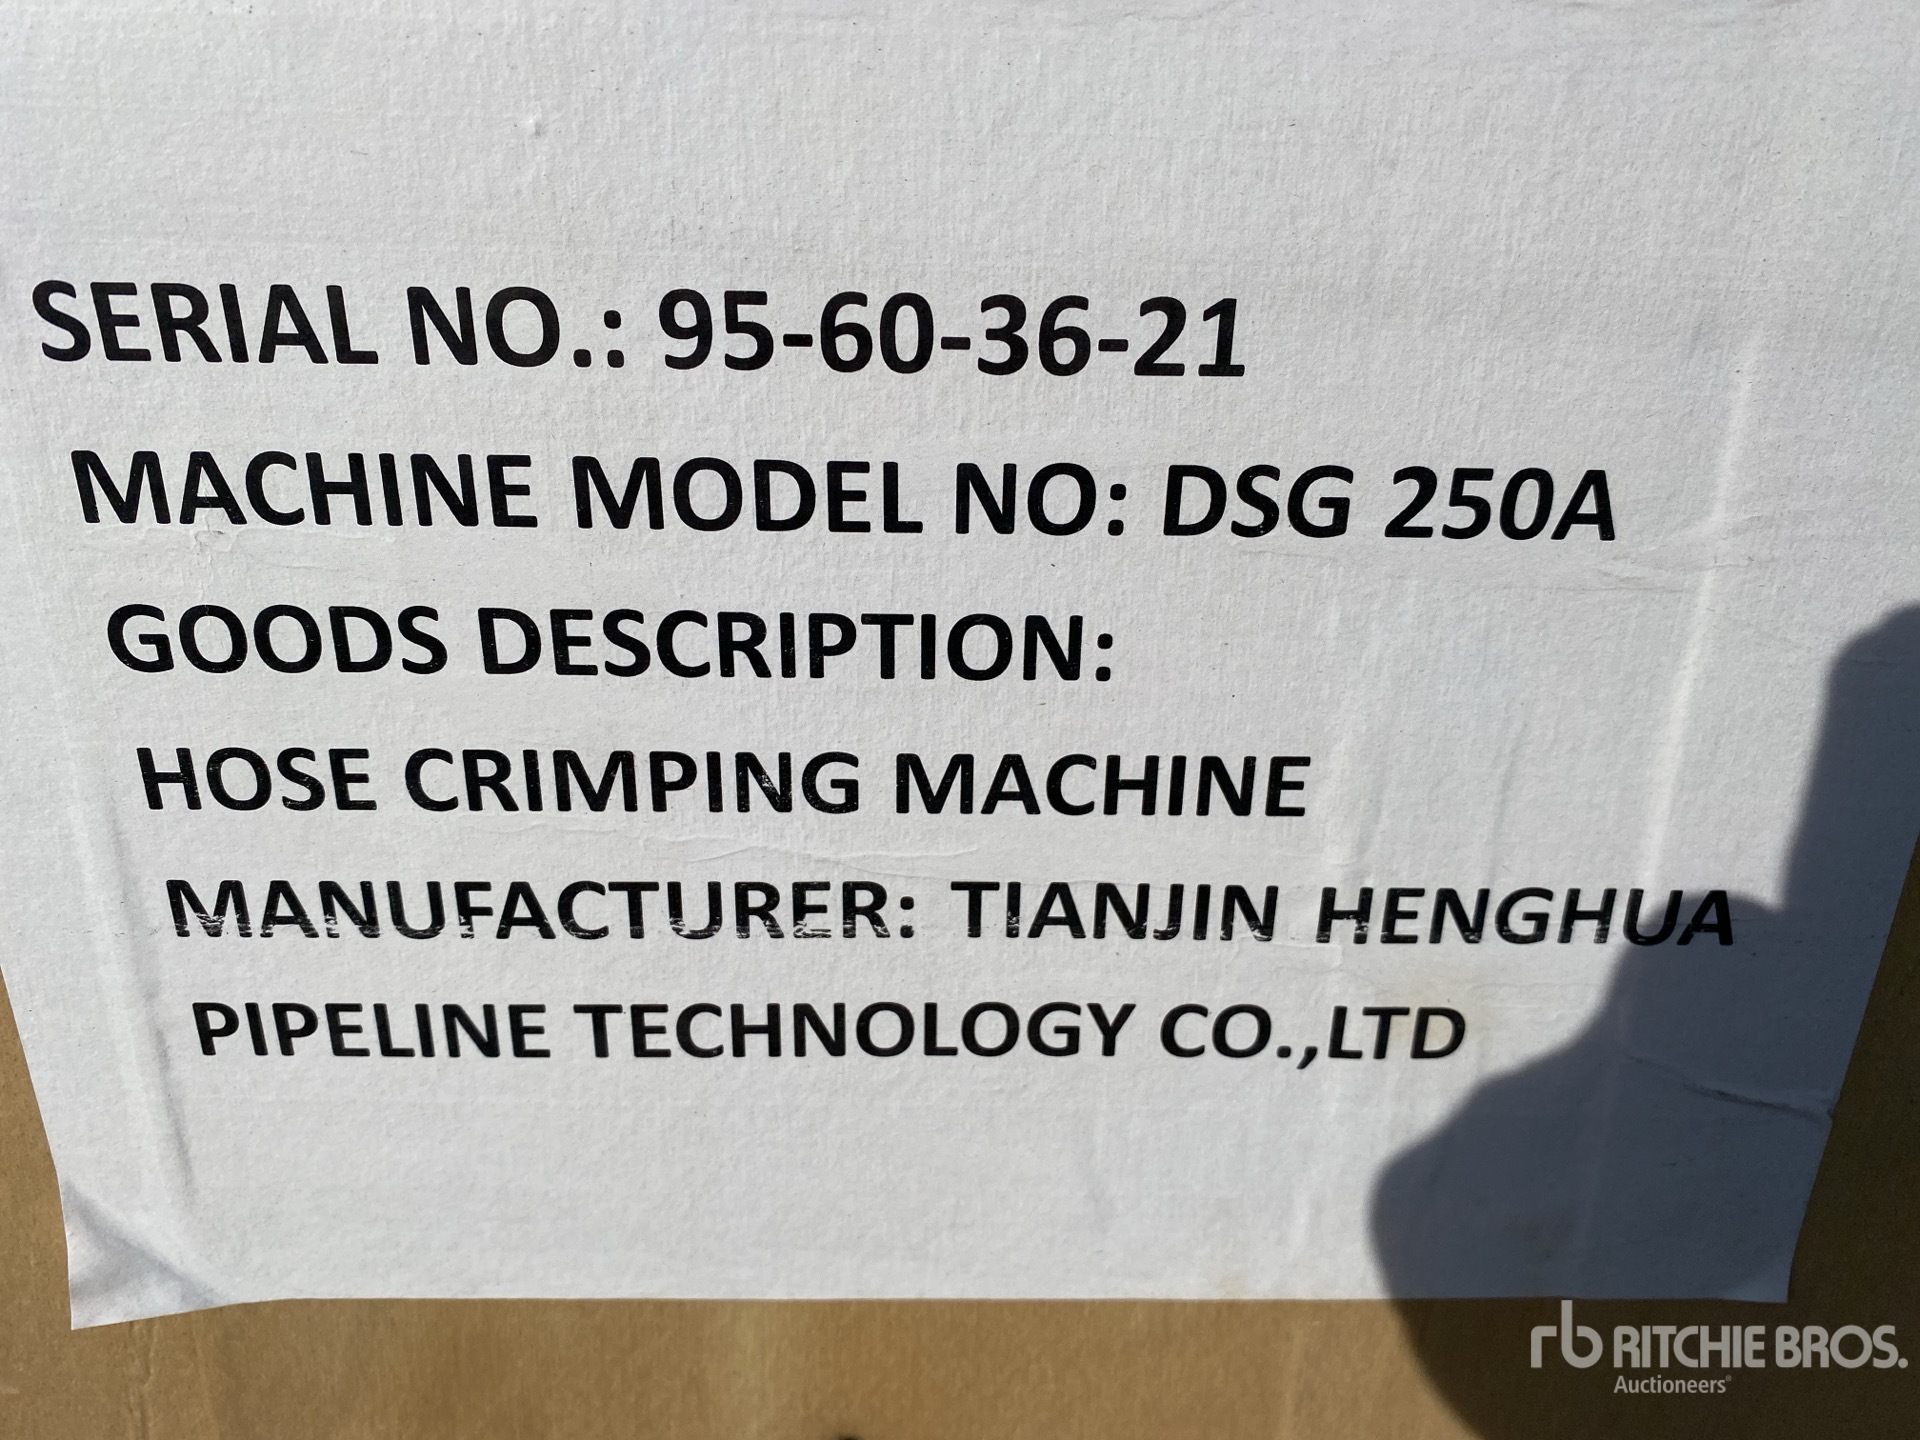 SERIAL NO.: 95-60-36-21
MACHINE MODEL NO: DSG 250A
GOODS DESCRIPTION:
HOSE CRIMPING MACHINE
MANUFACTURER: TIANJIN HENGHUA
PIPELINE TECHNOLOGY CO.,LTD
rb RITCHIE BROS.
Auctioneers®